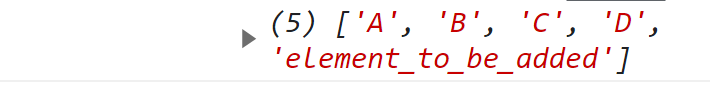 (5) ['A', 'B', 'C', 'D',
'element_to_be_added']